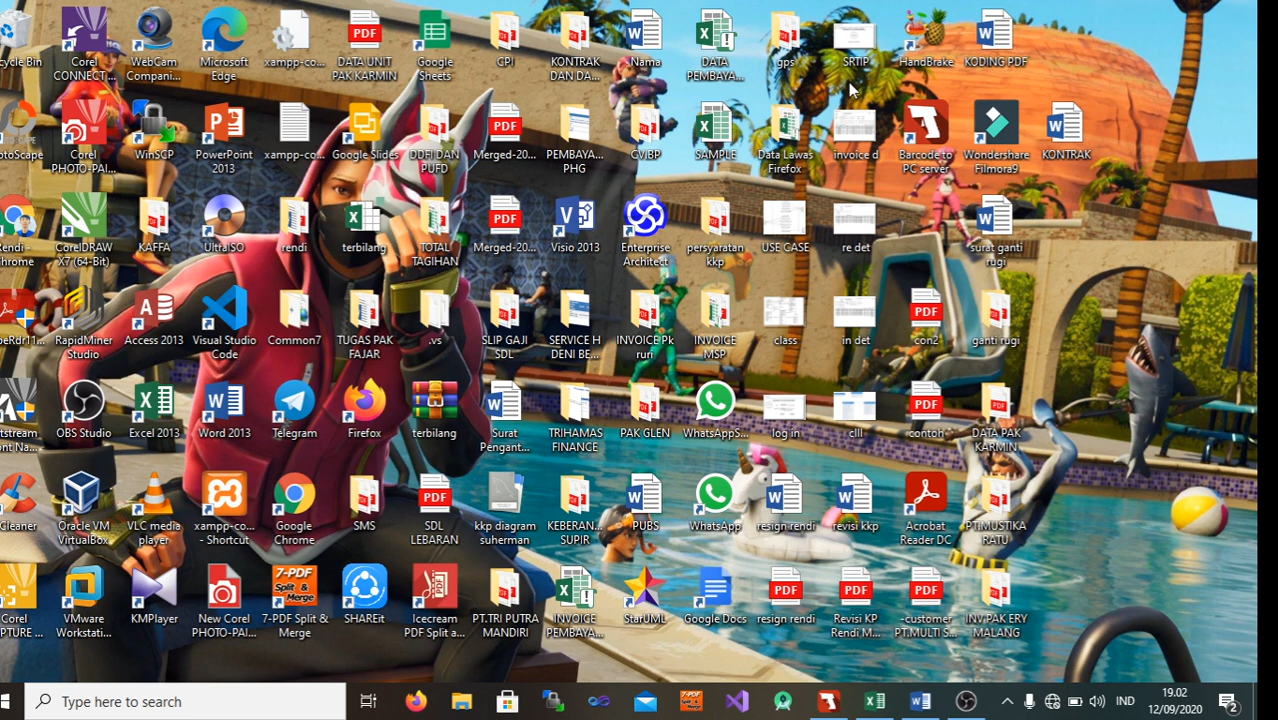 cycle Bin
Corel
CONNECT ...
WebCam
Compani...
Microsoft
Edge
xampp-co...
DATA UNIT
PAK KARMIN
Google
Sheets
CPI
KONTRAK
DAN DA...
Nama
DATA
PEMBAYA...
gps
SRTIP
HandBrake
KODING PDF
otoScape
Corel
PHOTO-PAI...
WinSCP
PowerPoint
2013
xampp-co...
Google Slides
DDFI DAN
PUFD
Merged-20...
PEMBAYA...
PHG
GVIBP
SAMPLE
Data Lawas
Firefox
invoice d
Barcode to
PC server
Wondershare
Filmora9
KONTRAK
Rendi -
hrome
CorelDRAW
X7 (64-Bit)
KAFFA
UltraISO
rendi
terbilang
TOTAL
TAGIHAN
Merged-20...
Visio 2013
Enterprise
Architect
persyaratan
kkp
USE CASE
re det
surat ganti
rugi
beRdr11...
RapidMiner
Studio
Access 2013
Visual Studio
Code
Common7
TUGAS PAK
FAJAR
.vs
SLIP GAJI
SDL
SERVICE H
DENI BE...
INVOICE Pk
ruri
INVOICE
MSP
class
in det
con2
ganti rugi
tstream
ont Na...
OBS Studio
Excel 2013
Word 2013
Telegram
Firefox
terbilang
Surat
Pengant...
TRIHAMAS
FINANCE
PAK GLEN
WhatsAppS...
log in
clll
contoh
DATA PAK
KARMIN
Cleaner
Oracle VM
VirtualBox
VLC media
player
xampp-co...
- Shortcut
Google
Chrome
SMS
SDL
LEBARAN
kkp diagram
suherman
KEBERAN...
SUPIR
PUBS
WhatsApp
resign rendi
revisi kkp
Acrobat
Reader DC
PT.MUSTIKA
RATU
Corel
PTURE ...
VMware
Workstati...
KMPlayer
New Corel
PHOTO-PAI...
7-PDF Split &
Merge
SHAREit
Icecream
PDF Split a...
PT.TRI PUTRA
MANDIRI
INVOICE
PEMBAYA...
StarUML
Google Docs
resign rendi
Revisi KP
Rendi M...
-customer
PT.MULTI S...
INV PAK ERY
MALANG
Type here to search
IND
19.02
12/09/2020
2